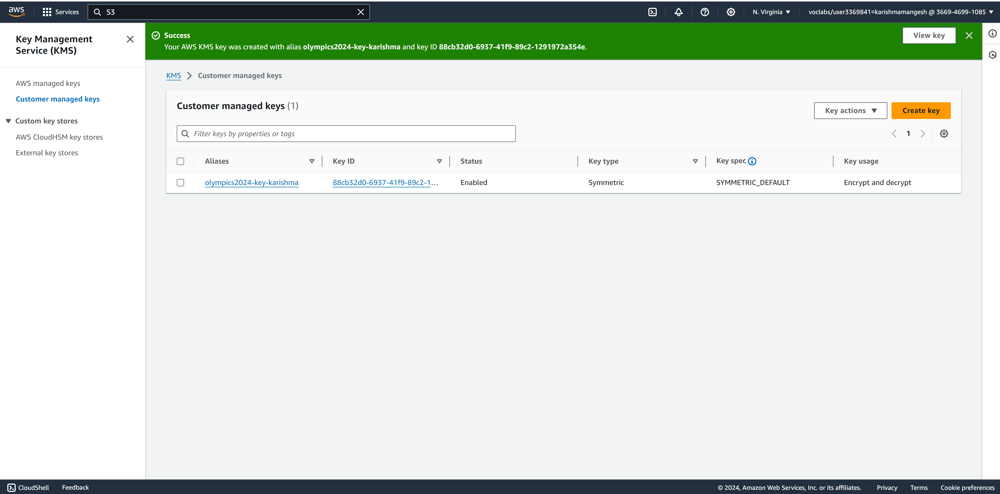 aws
Services
S3
N. Virginia
voclabs/user3369841=karishmamangesh @ 3669-4699-1085
Key Management
Service (KMS)
AWS managed keys
Customer managed keys
Custom key stores
AWS CloudHSM key stores
External key stores
Success
Your AWS KMS key was created with alias olympics2024-key-karishma and key ID 88cb32d0-6937-41f9-89c2-1291972a354e.
View key
KMS
Customer managed keys
Customer managed keys (1)
Key actions
Create key
Filter keys by properties or tags
1
Aliases
Key ID
Status
Key type
Key spec
Key usage
olympics2024-key-karishma
88cb32d0-6937-41f9-89c2-1...
Enabled
Symmetric
SYMMETRIC_DEFAULT
Encrypt and decrypt
CloudShell
Feedback
© 2024, Amazon Web Services, Inc. or its affiliates.
Privacy
Terms
Cookie preferences